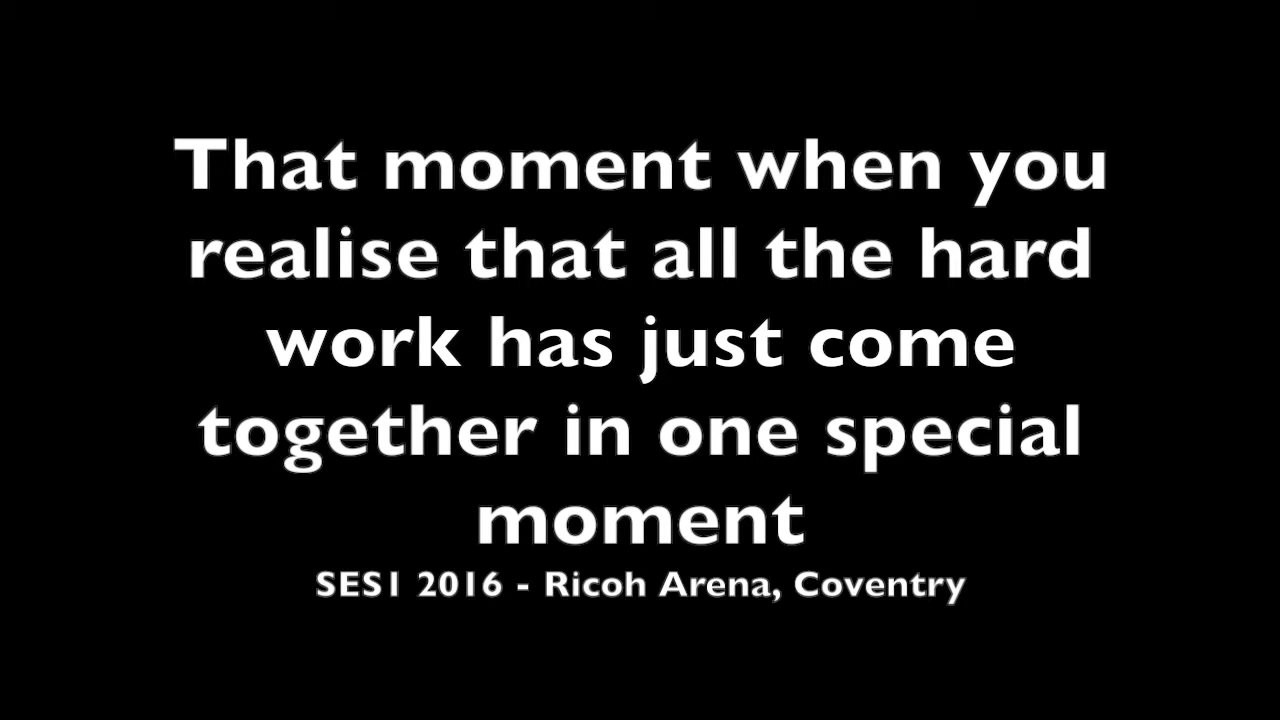 That moment when you
realise that all the hard
work has just come
together in one special
moment
SES1 2016 - Ricoh Arena, Coventry